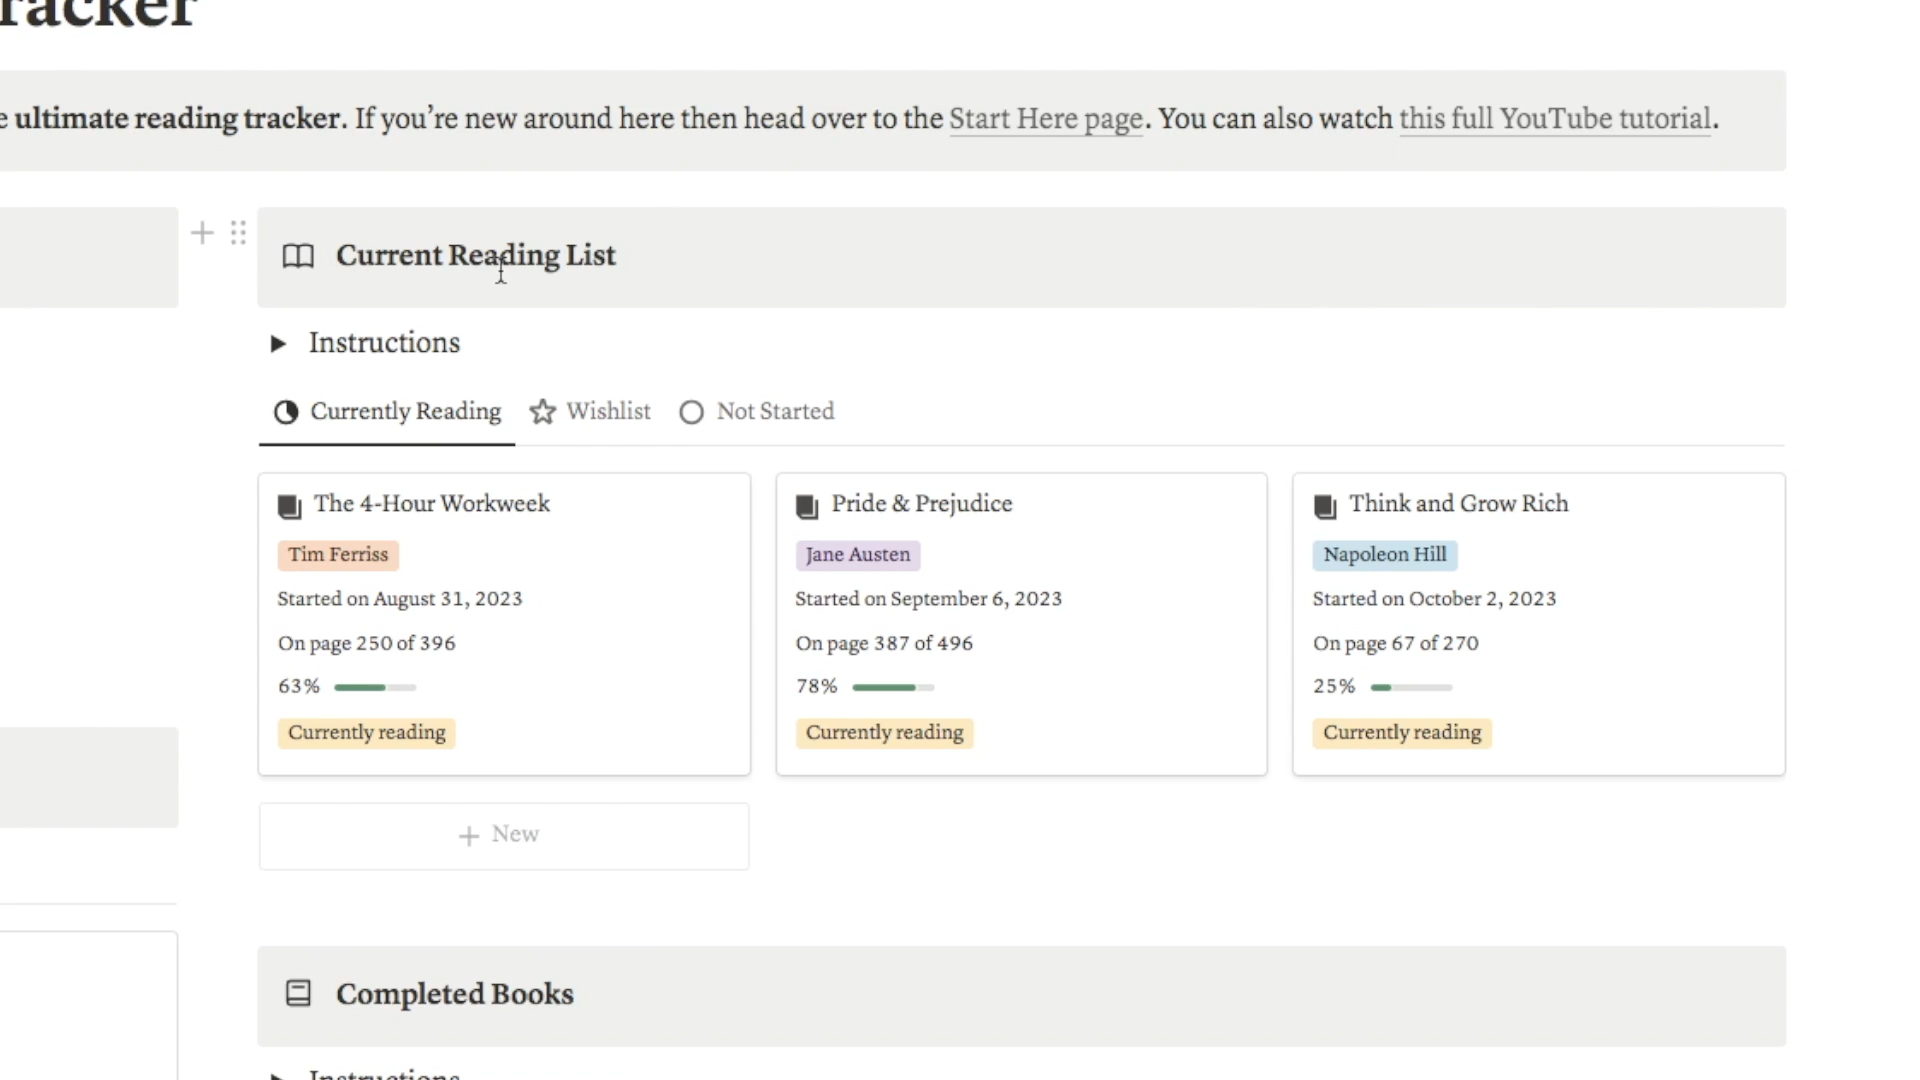 racker
e ultimate reading tracker. If you’re new around here then head over to the Start Here page. You can also watch this full YouTube tutorial.
Current Reading List
Instructions
Currently Reading Wishlist Not Started
The 4-Hour Workweek
Tim Ferriss
Started on August 31, 2023
On page 250 of 396
63%
Currently reading
Pride & Prejudice
Jane Austen
Started on September 6, 2023
On page 387 of 496
78%
Currently reading
Think and Grow Rich
Napoleon Hill
Started on October 2, 2023
On page 67 of 270
25%
Currently reading
+ New
Completed Books
Instructions